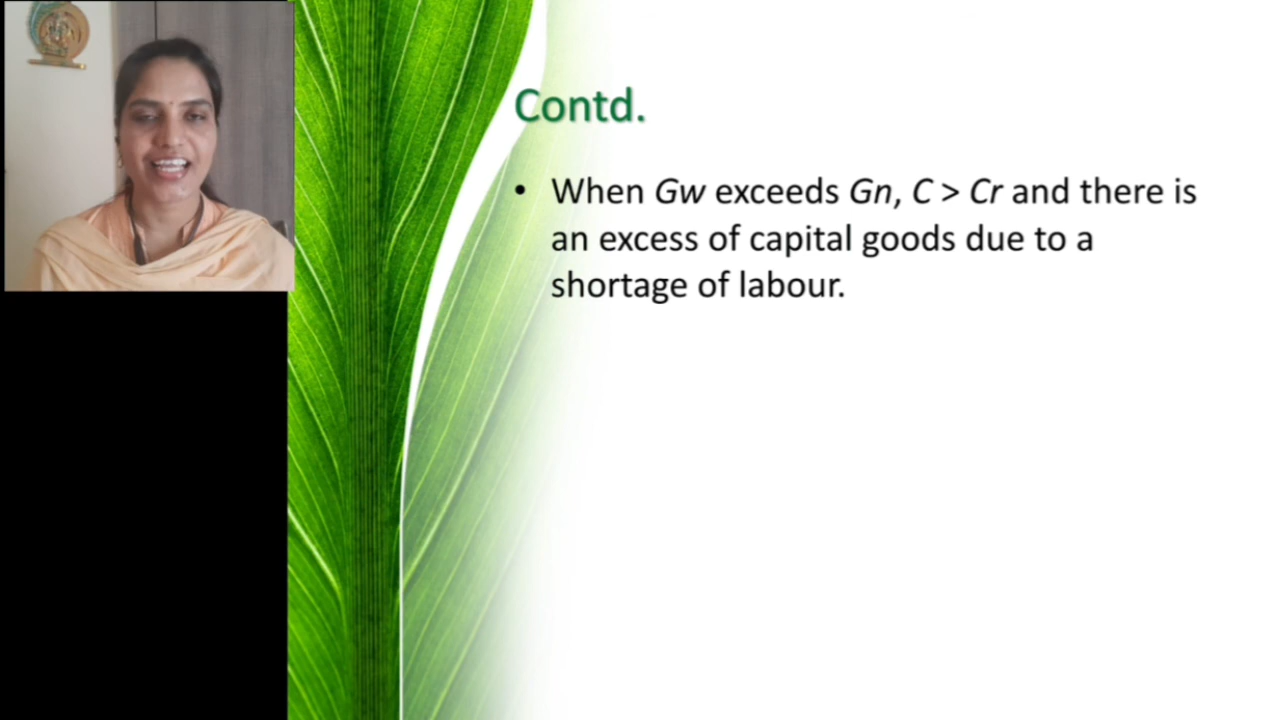 Contd.
• When Gw exceeds Gn, C > Cr and there is
an excess of capital goods due to a
shortage of labour.